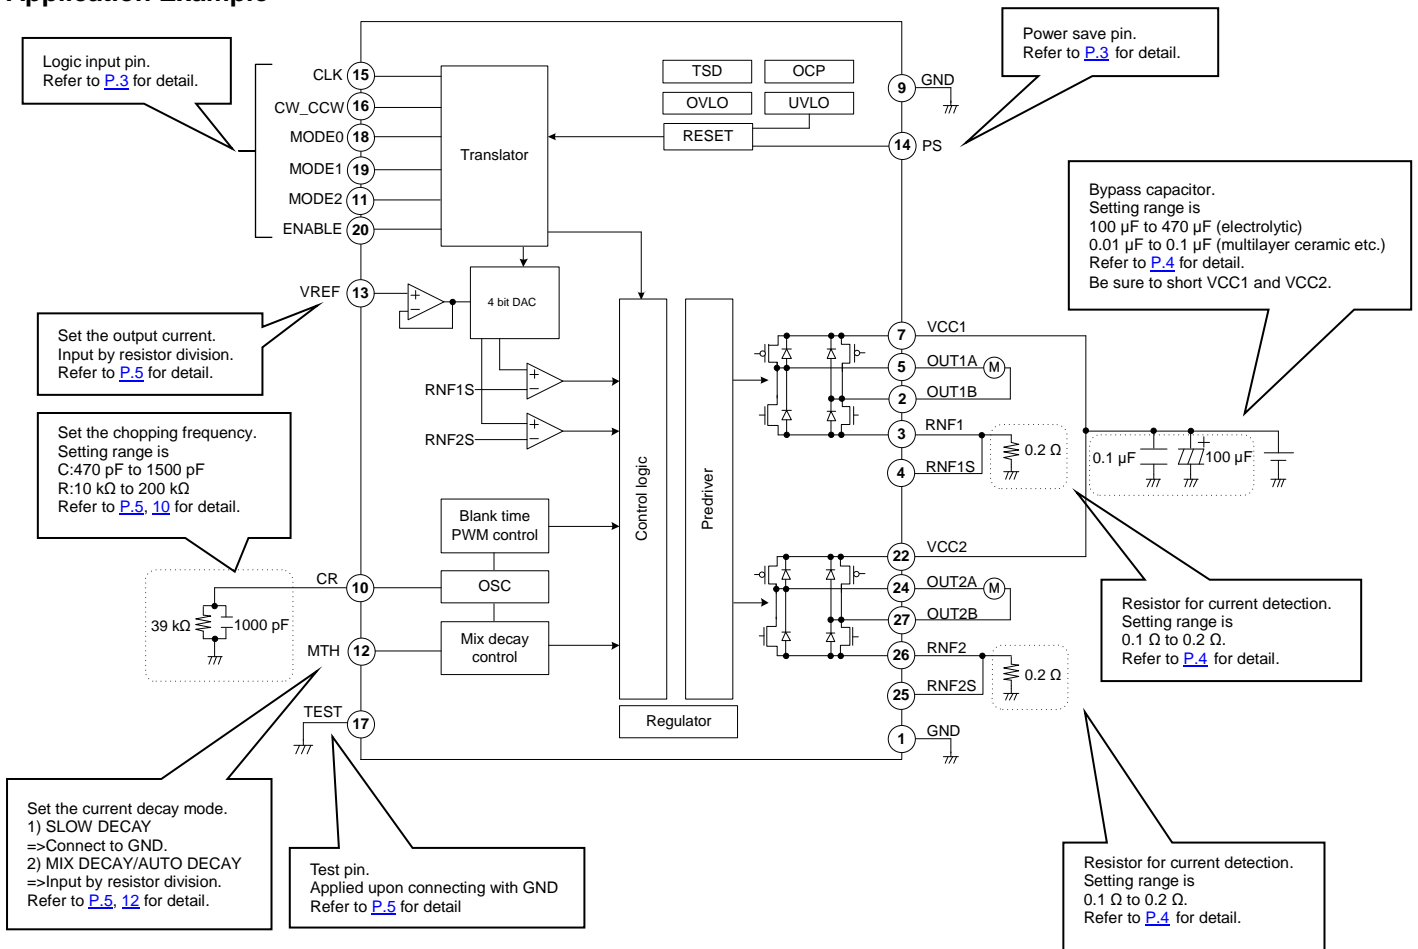 Application Example
Logic input pin.
Refer to P.3 for detail.
Power save pin.
Refer to P.3 for detail.
CLK 15
CW_CCW 16
MODE0 18
MODE1 19
MODE2 11
ENABLE 20
Translator
TSD
OCP
OVLO
UVLO
RESET
9 GND
14 PS
Bypass capacitor.
Setting range is
100 µF to 470 µF (electrolytic)
0.01 µF to 0.1 µF (multilayer ceramic etc.)
Refer to P.4 for detail.
Be sure to short VCC1 and VCC2.
VREF 13
+
−
4 bit DAC
Set the output current.
Input by resistor division.
Refer to P.5 for detail.
RNF1S
+
−
RNF2S
+
−
Control logic
Predriver
7 VCC1
5 OUT1A
M
2 OUT1B
3 RNF1
4 RNF1S
0.2 Ω
0.1 µF
+
100 µF
Set the chopping frequency.
Setting range is
C:470 pF to 1500 pF
R:10 kΩ to 200 kΩ
Refer to P.5, 10 for detail.
Blank time
PWM control
OSC
Mix decay
control
CR 10
39 kΩ
1000 pF
MTH 12
TEST 17
Regulator
22 VCC2
24 OUT2A
M
27 OUT2B
26 RNF2
25 RNF2S
0.2 Ω
1 GND
Resistor for current detection.
Setting range is
0.1 Ω to 0.2 Ω.
Refer to P.4 for detail.
Set the current decay mode.
1) SLOW DECAY
=>Connect to GND.
2) MIX DECAY/AUTO DECAY
=>Input by resistor division.
Refer to P.5, 12 for detail.
Test pin.
Applied upon connecting with GND
Refer to P.5 for detail
Resistor for current detection.
Setting range is
0.1 Ω to 0.2 Ω.
Refer to P.4 for detail.